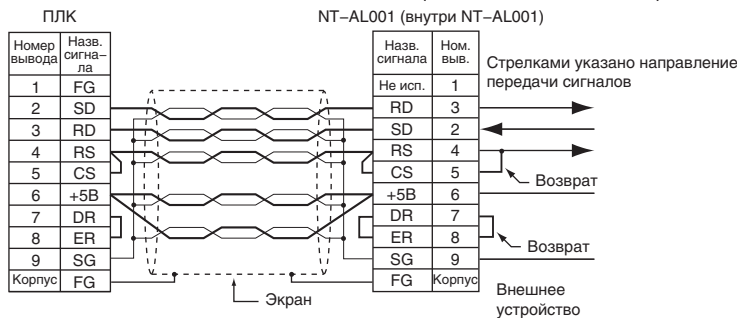 ПЛК
NT–AL001 (внутри NT–AL001)
Номер вывода
Назв. сигна–ла
1 FG
2 SD
3 RD
4 RS
5 CS
6 +5В
7 DR
8 ER
9 SG
Корпус FG
Экран
Назв. сигнала
Ном. выв.
Не исп. 1
RD 3
SD 2
RS 4
CS 5
+5В 6
DR 7
ER 8
SG 9
FG Корпус
Стрелками указано направление
передачи сигналов
Возврат
Возврат
Внешнее
устройство